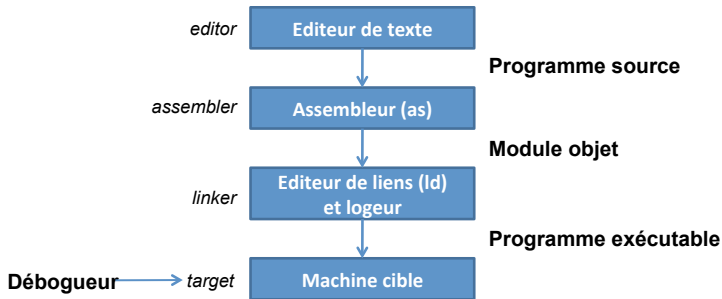 editor
Editeur de texte
Programme source
assembler
Assembleur (as)
Module objet
linker
Editeur de liens (ld)
et logeur
Programme exécutable
Débogueur
target
Machine cible